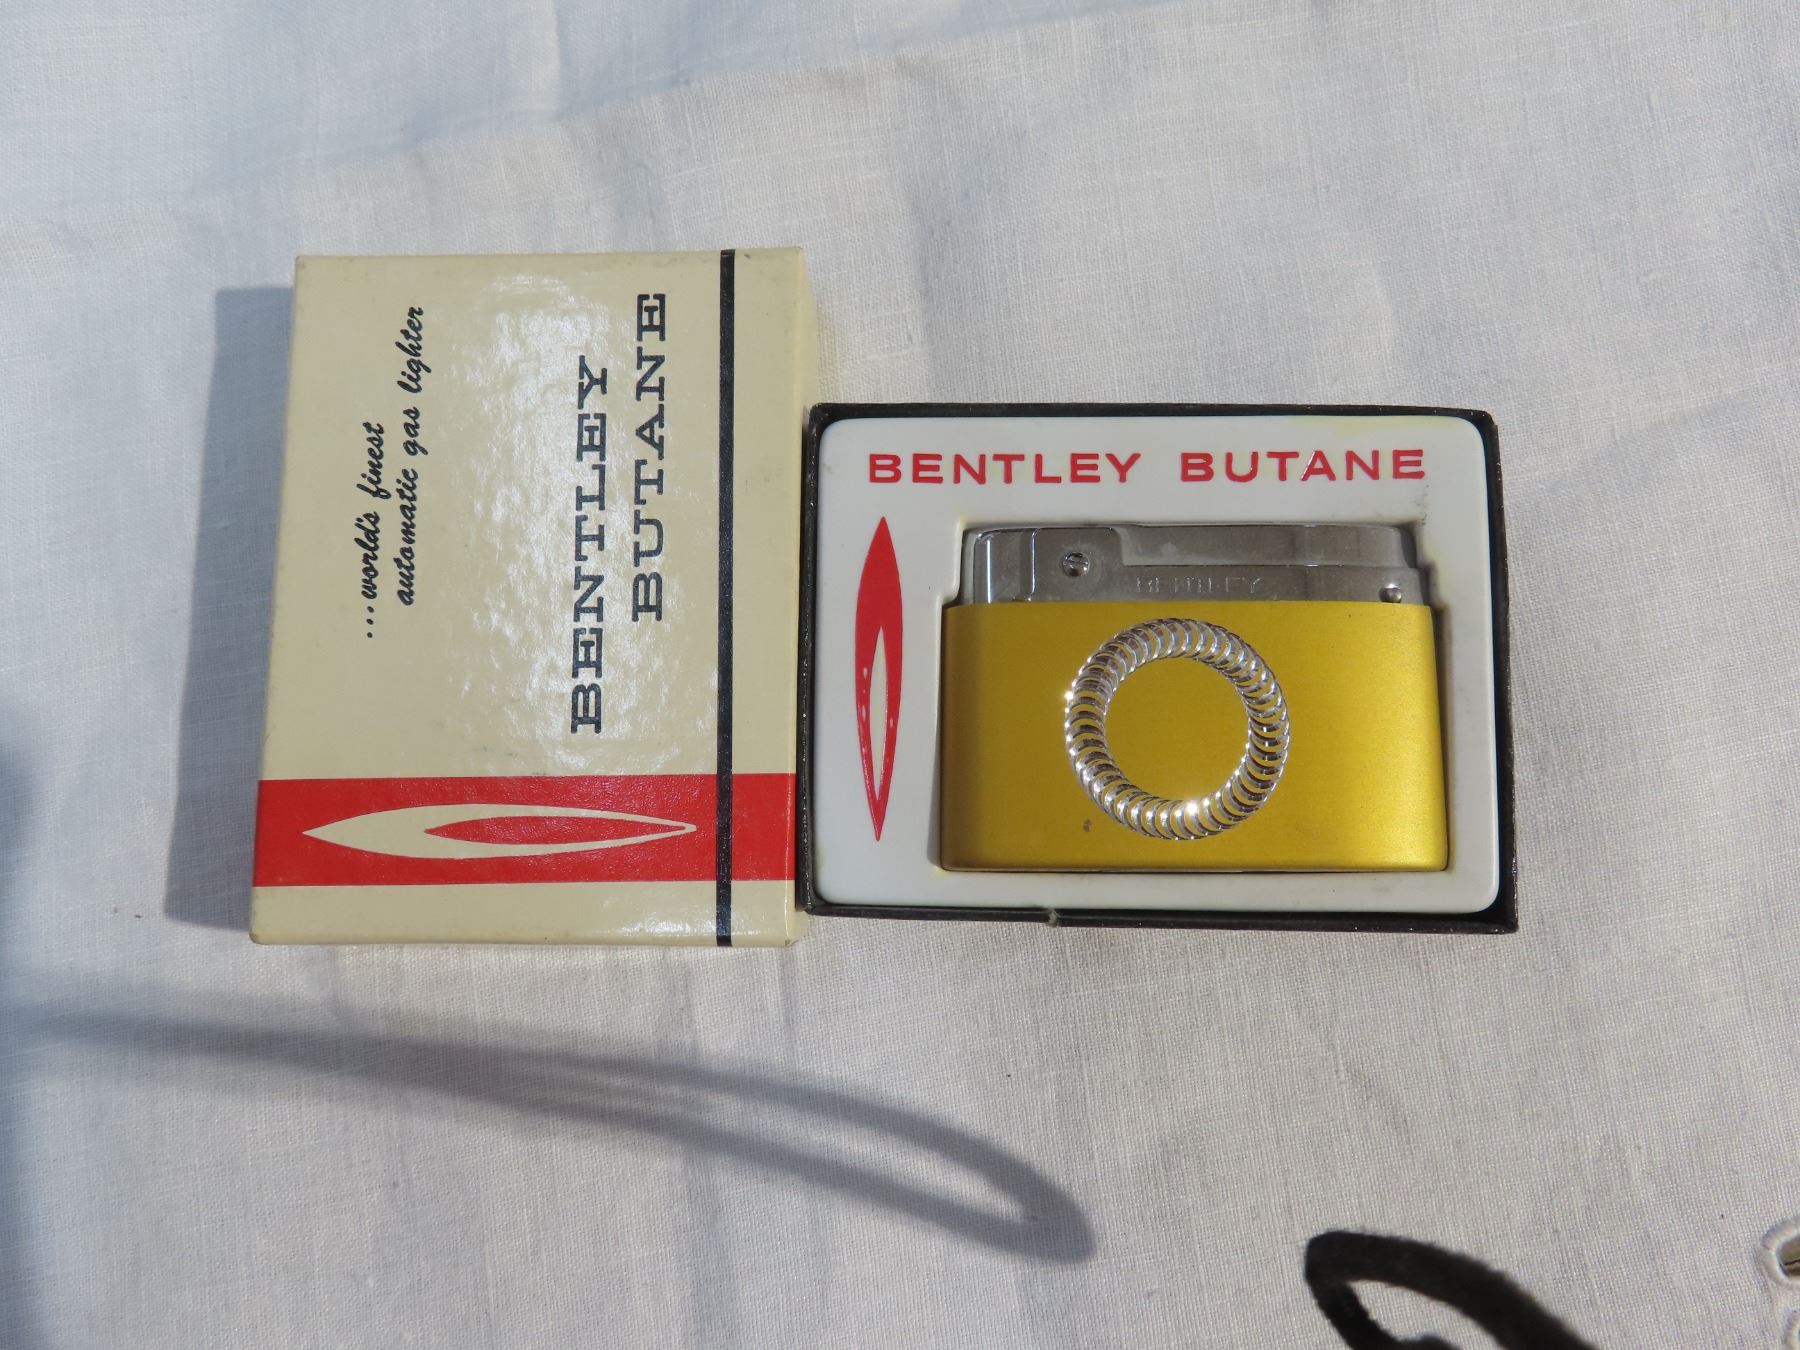 BENTLEY
BUTANE
...world's finest
automatic gas lighter
BENTLEY BUTANE
BENTLEY